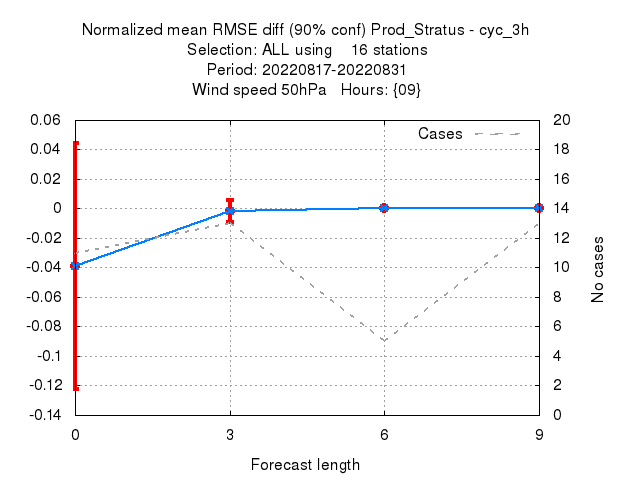 Normalized mean RMSE diff (90% conf) Prod_Stratus - cyc_3h
Selection: ALL using    16 stations
Period: 20220817-20220831
Wind speed 50hPa   Hours: {09}
Cases
0.06
0.04
0.02
0
-0.02
-0.04
-0.06
-0.08
-0.1
-0.12
-0.14
20
18
16
14
12
10
8
6
4
2
0
No cases
0 3 6 9
Forecast length